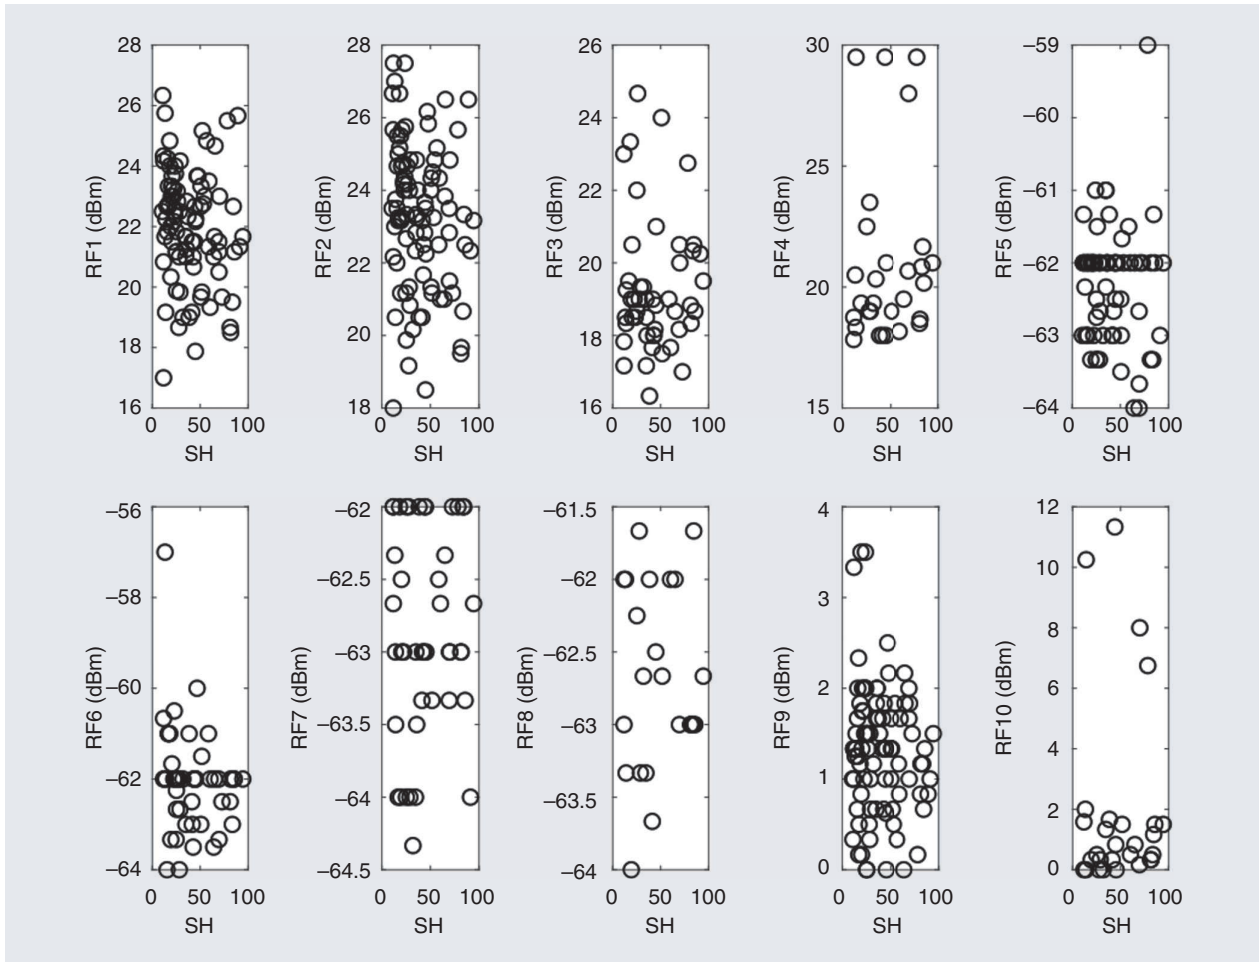 28
26
24
22
20
18
16
RF1 (dBm)
0 50 100
SH
28
26
24
22
20
18
RF2 (dBm)
0 50 100
SH
26
24
22
20
18
16
RF3 (dBm)
0 50 100
SH
30
25
20
15
RF4 (dBm)
0 50 100
SH
–59
–60
–61
–62
–63
–64
RF5 (dBm)
0 50 100
SH
–56
–58
–60
–62
–64
RF6 (dBm)
0 50 100
SH
–62
–62.5
–63
–63.5
–64
–64.5
RF7 (dBm)
0 50 100
SH
–61.5
–62
–62.5
–63
–63.5
–64
RF8 (dBm)
0 50 100
SH
4
3
2
1
0
RF9 (dBm)
0 50 100
SH
12
10
8
6
4
2
0
RF10 (dBm)
0 50 100
SH